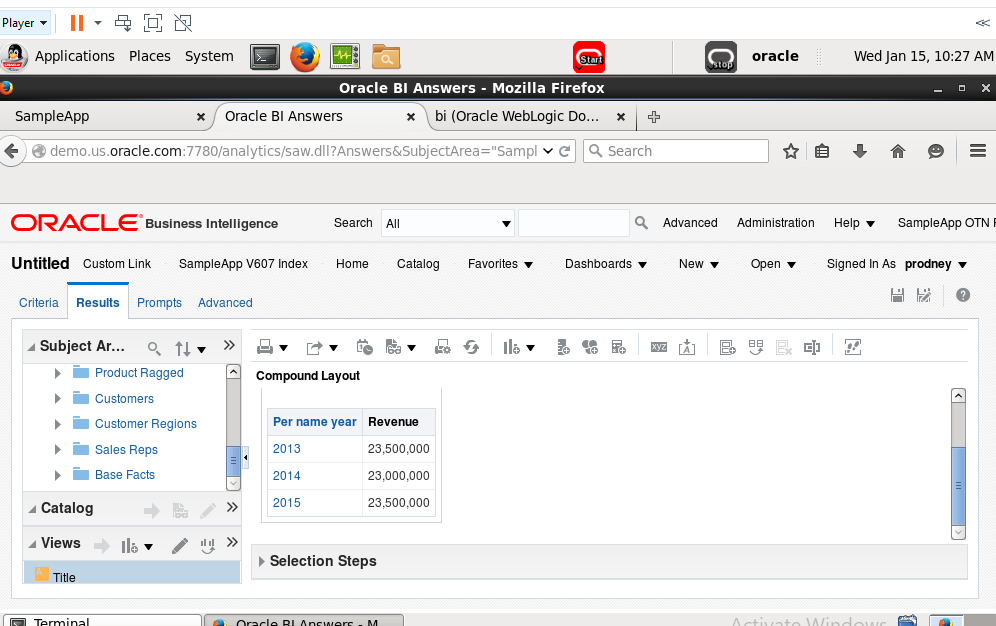 Player
Applications Places System Start stop oracle Wed Jan 15, 10:27 AM
Oracle BI Answers - Mozilla Firefox
SampleApp Oracle BI Answers bi (Oracle WebLogic Do...
demo.us.oracle.com:7780/analytics/saw.dll?Answers&SubjectArea="Sampl Search
ORACLE Business Intelligence Search All Advanced Administration Help SampleApp OTN
Untitled Custom Link SampleApp V607 Index Home Catalog Favorites Dashboards New Open Signed In As prodney
Criteria Results Prompts Advanced
Subject Ar...
XYZ
Compound Layout
Product Ragged
Customers
Customer Regions
Sales Reps
Base Facts
Per name year Revenue
2013 23,500,000
2014 23,000,000
2015 23,500,000
Catalog
Views
Title
Selection Steps
Terminal Oracle BI Answers - M
Activate Windows